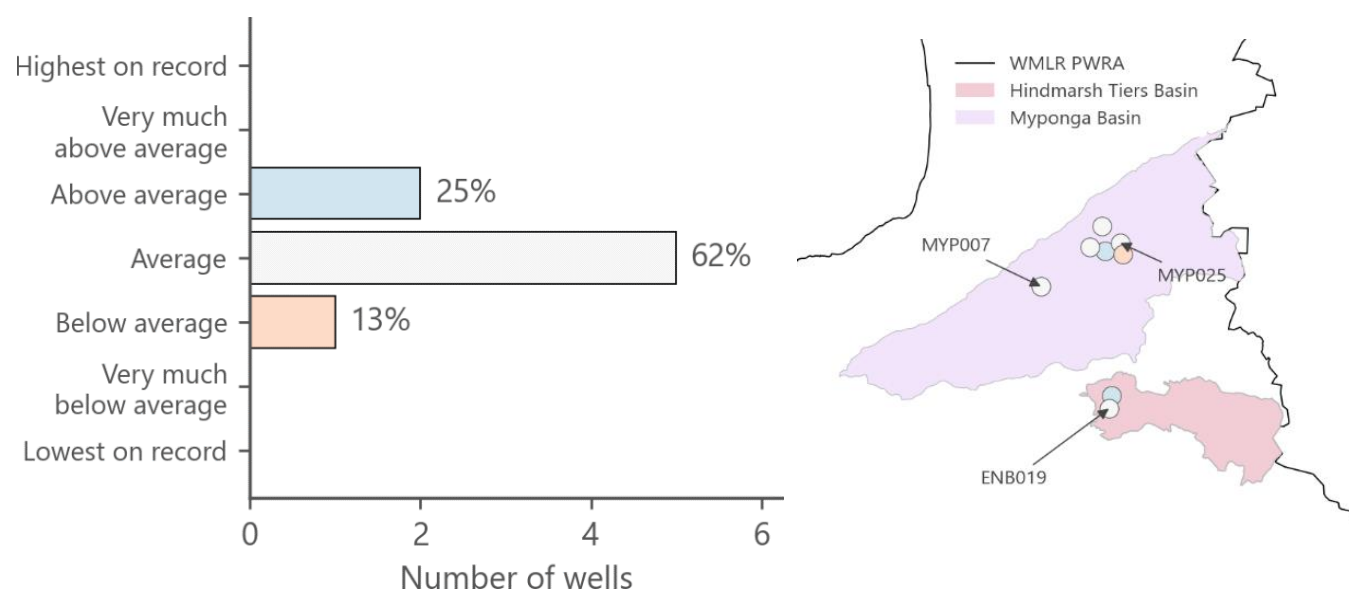 Highest on record
Very much
above average
Above average
25%
Average
62%
Below average
13%
Very much
below average
Lowest on record
0
2
4
6
Number of wells
WMLR PWRA
Hindmarsh Tiers Basin
Myponga Basin
MYP007
MYP025
ENB019